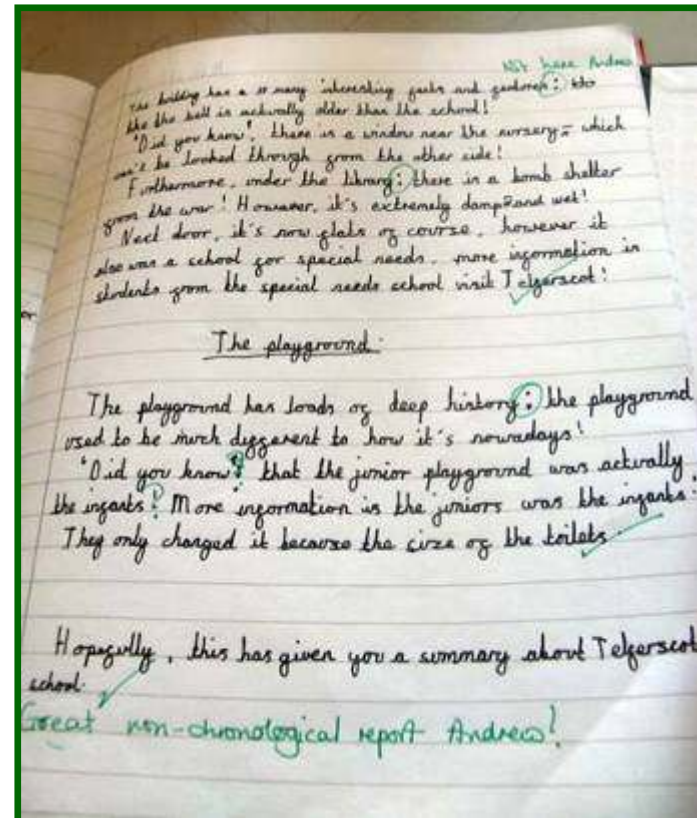 Andrew
The building has a many interesting facts and
the the hall is actually older than the school!
'Did you know', there is a window near the nursery = which
can't be looked through from the other side!
Furthermore, under the library: there is a bomb shelter
from the war! However, it's extremely damp and wet!
Next door, it's now flats of course, however it
also was a school for special needs, more information is
students from the special needs school visit Telferscot!
The playground.
The playground has loads of deep history: the playground
used to be much different to how it's nowadays!
'Did you know? that the junior playground was actually
the infants? More information is the juniors was the infants.
They only changed it because the size of the toilets
Hopefully, this has given you a summary about Telferscot
school.
Great non-chronological report Andrew!